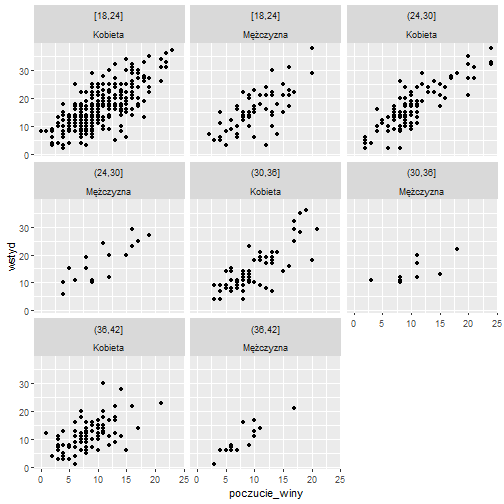 [18,24]
Kobieta
[18,24]
Mężczyzna
(24,30]
Kobieta
30
20
10
0
(24,30]
Mężczyzna
(30,36]
Kobieta
(30,36]
Mężczyzna
30
20
10
0
0 5 10 15 20 25
(36,42]
Kobieta
(36,42]
Mężczyzna
30
20
10
0
0 5 10 15 20 25
0 5 10 15 20 25
wstyd
poczucie_winy